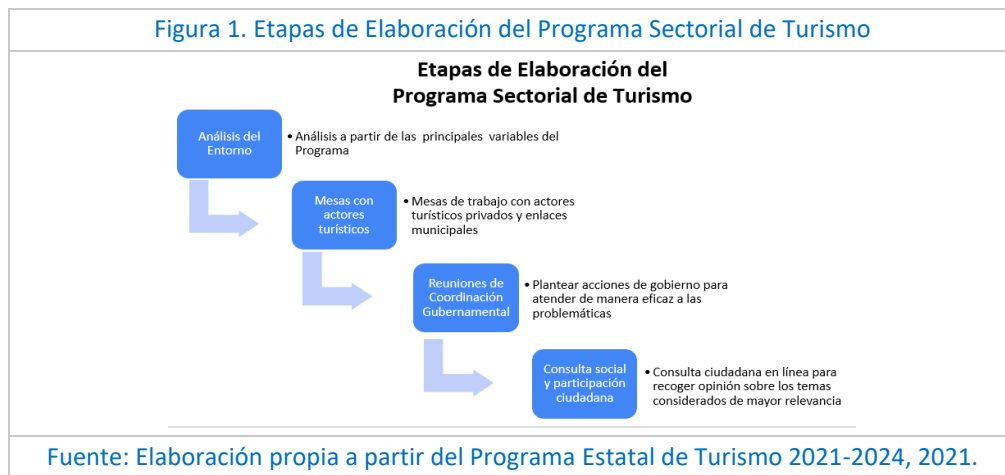 Figura 1. Etapas de Elaboración del Programa Sectorial de Turismo
Etapas de Elaboración del
Programa Sectorial de Turismo
Análisis del
Entorno
• Análisis a partir de las principales variables del
Programa
Mesas con
actores
turísticos
• Mesas de trabajo con actores
turísticos privados y enlaces
municipales
Reuniones de
Coordinación
Gubernamental
• Plantear acciones de gobierno para
atender de manera eficaz a las
problemáticas
Consulta social
y participación
ciudadana
• Consulta ciudadana en línea para
recoger opinión sobre los temas
considerados de mayor relevancia
Fuente: Elaboración propia a partir del Programa Estatal de Turismo 2021-2024, 2021.